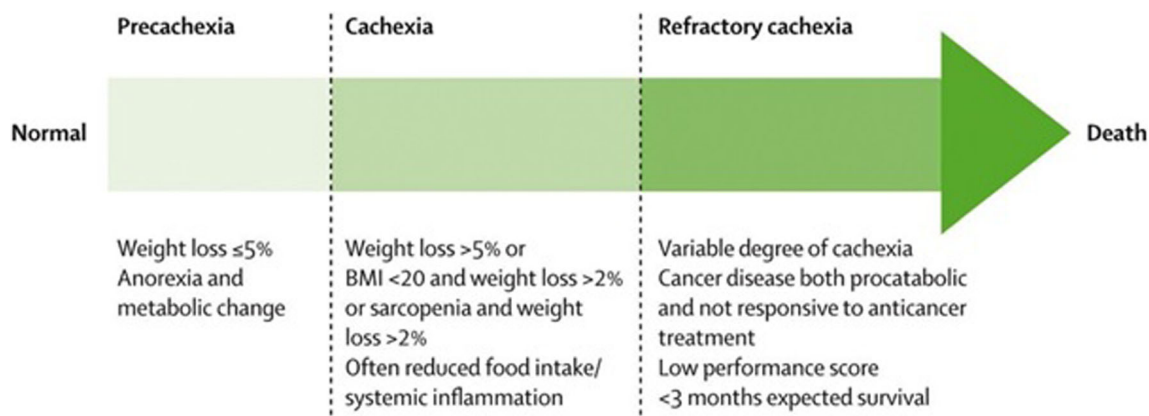 Precachexia
Cachexia
Refractory cachexia
Normal
Death
Weight loss ≤5%
Anorexia and
metabolic change
Weight loss >5% or
BMI <20 and weight loss >2%
or sarcopenia and weight
loss >2%
Often reduced food intake/
systemic inflammation
Variable degree of cachexia
Cancer disease both procatabolic
and not responsive to anticancer
treatment
Low performance score
<3 months expected survival